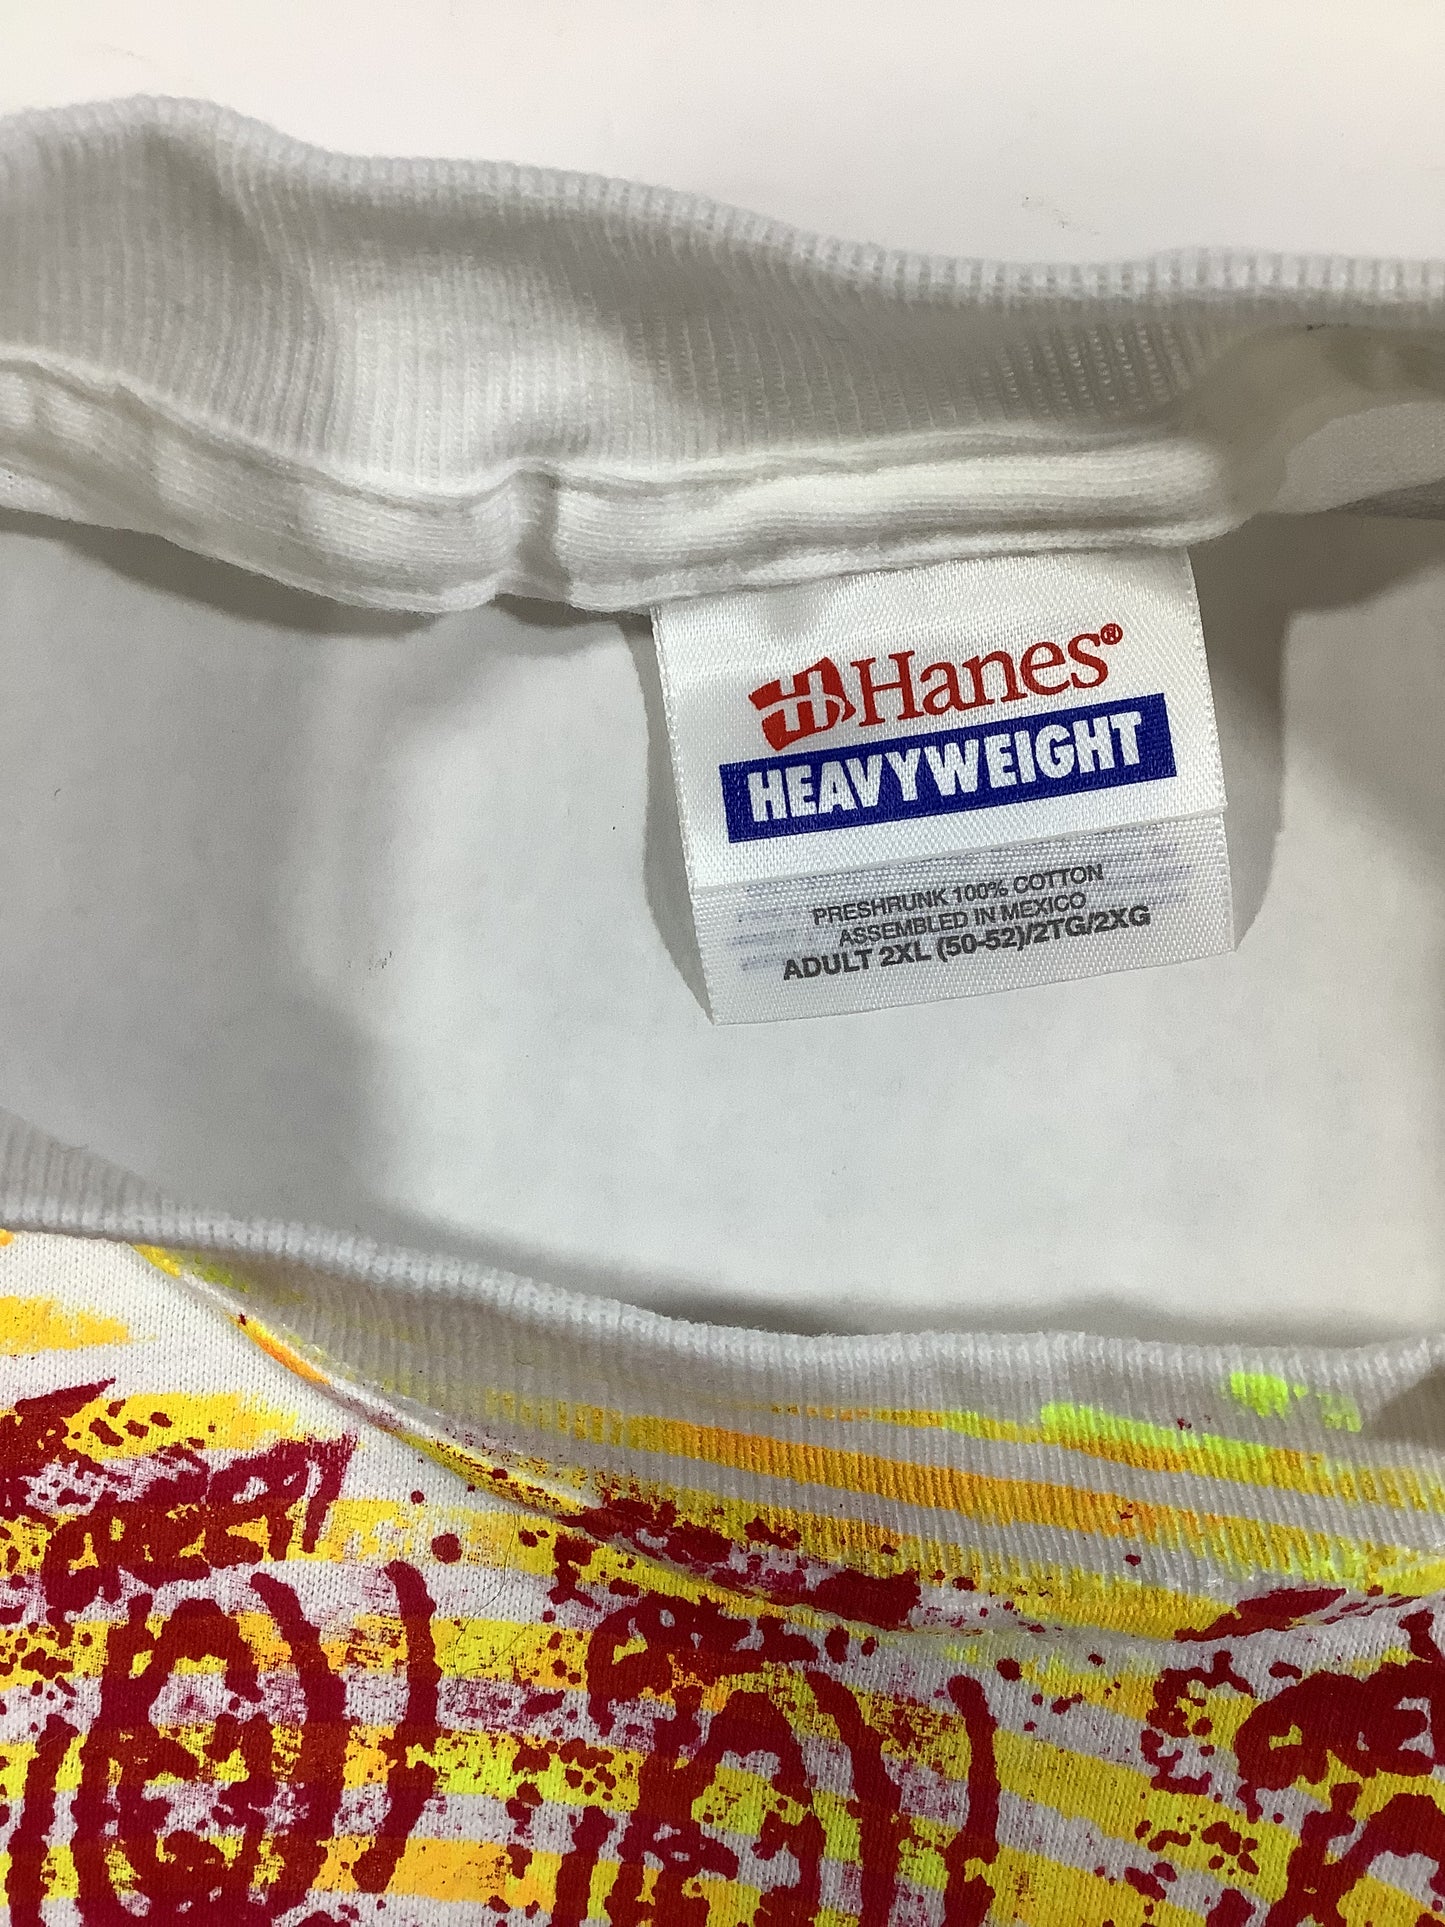 Hanes®
HEAVYWEIGHT
PRESHRUNK 100% COTTON
ASSEMBLED IN MEXICO
ADULT 2XL (50-52)/2TG/2XG